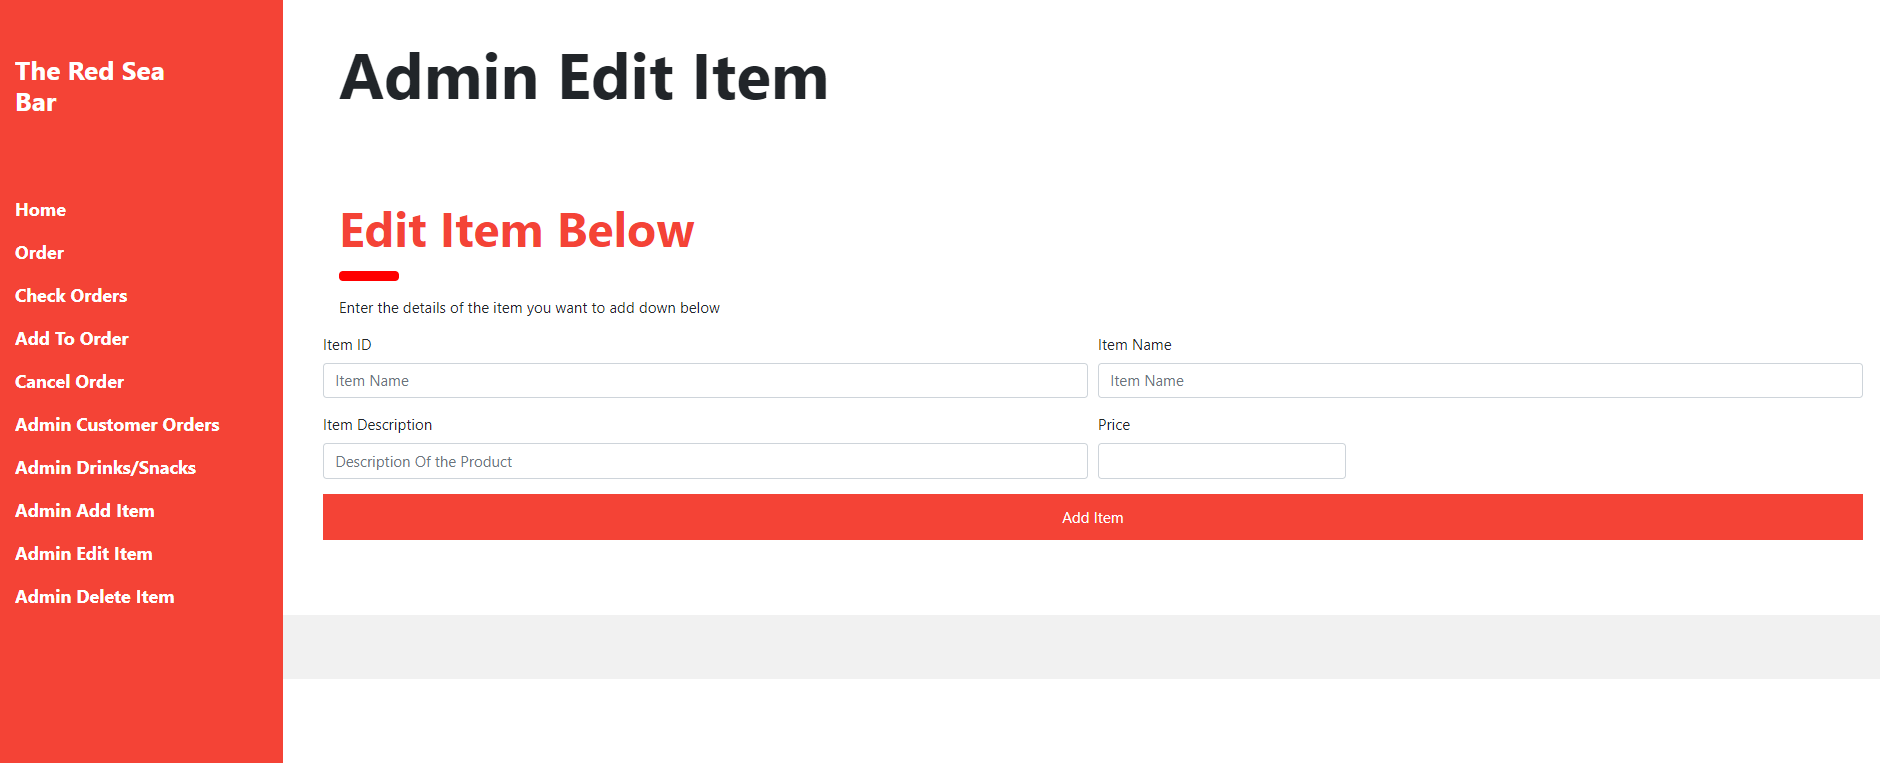 The Red Sea
Bar
Home
Order
Check Orders
Add To Order
Cancel Order
Admin Customer Orders
Admin Drinks/Snacks
Admin Add Item
Admin Edit Item
Admin Delete Item
Admin Edit Item
Edit Item Below
Enter the details of the item you want to add down below
Item ID
Item Name
Item Name
Item Name
Item Description
Price
Description Of the Product
Add Item